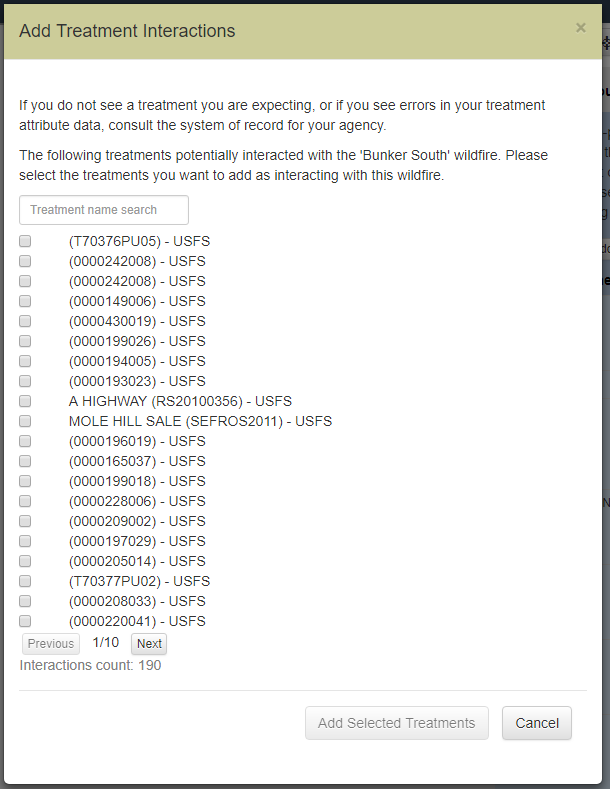 Add Treatment Interactions
×
If you do not see a treatment you are expecting, or if you see errors in your treatment
attribute data, consult the system of record for your agency.
The following treatments potentially interacted with the 'Bunker South' wildfire. Please
select the treatments you want to add as interacting with this wildfire.
Treatment name search
(T70376PU05) - USFS
(0000242008) - USFS
(0000242008) - USFS
(0000149006) - USFS
(0000430019) - USFS
(0000199026) - USFS
(0000194005) - USFS
(0000193023) - USFS
A HIGHWAY (RS20100356) - USFS
MOLE HILL SALE (SEFROS2011) - USFS
(0000196019) - USFS
(0000165037) - USFS
(0000199018) - USFS
(0000228006) - USFS
(0000209002) - USFS
(0000197029) - USFS
(0000205014) - USFS
(T70377PU02) - USFS
(0000208033) - USFS
(0000220041) - USFS
Previous 1/10 Next
Interactions count: 190
Add Selected Treatments Cancel